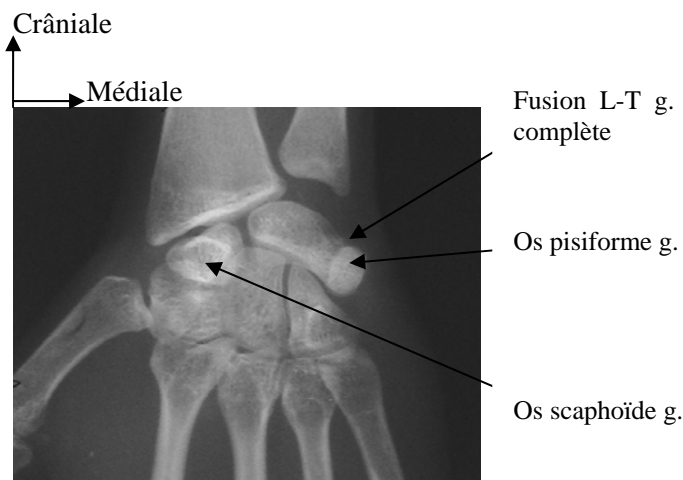 Crâniale
Médiale
Fusion L-T g.
complète
Os pisiforme g.
Os scaphoïde g.